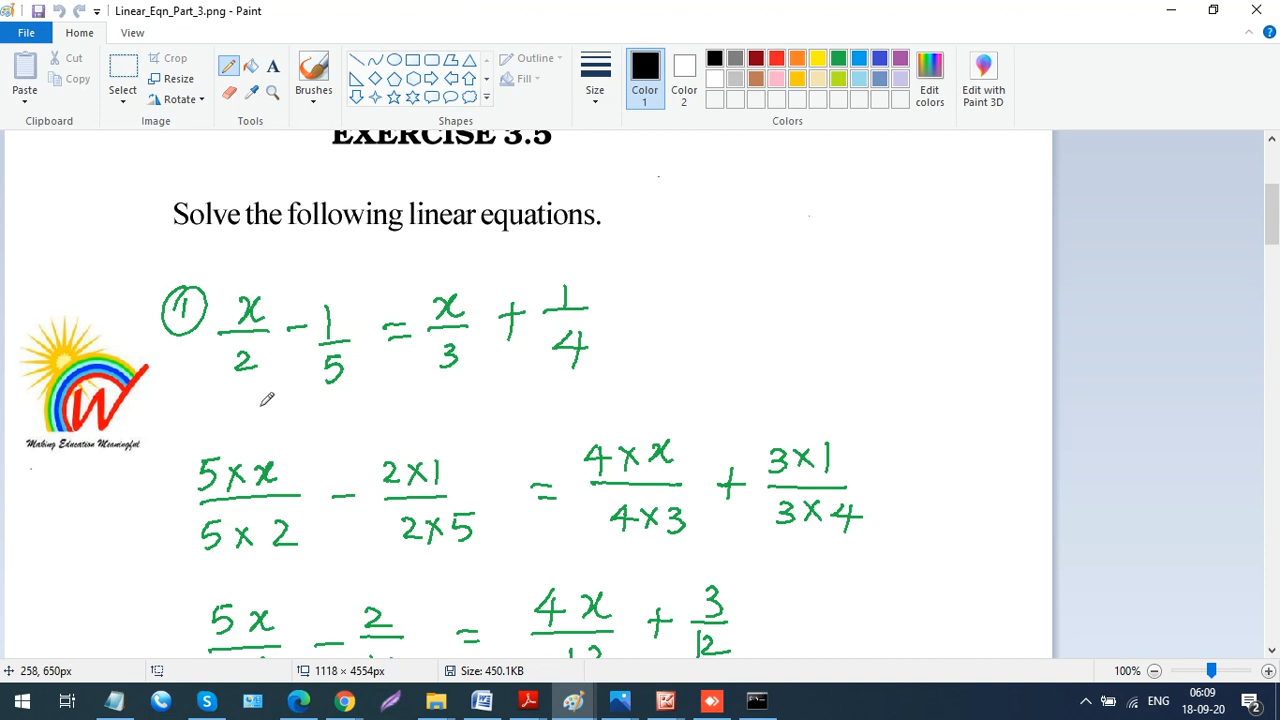 Linear_Eqn_Part_3.png - Paint
File Home View
Paste Cut Copy Select Crop Resize Rotate Brushes Outline Fill Size Color 1 Color 2 Edit colors Edit with Paint 3D
Clipboard Image Tools Shapes Colors
EXERCISE 3.5
Solve the following linear equations.
① x/2 - 1/5 = x/3 + 1/4
W
Making Education Meaningful
5×x/5×2 - 2×1/2×5 = 4×x/4×3 + 3×1/3×4
5x - 2 = 4x/12 + 3/12
258, 650px 1118 × 4554px Size: 450.1KB 100%
ENG 06:09 18-09-20 2